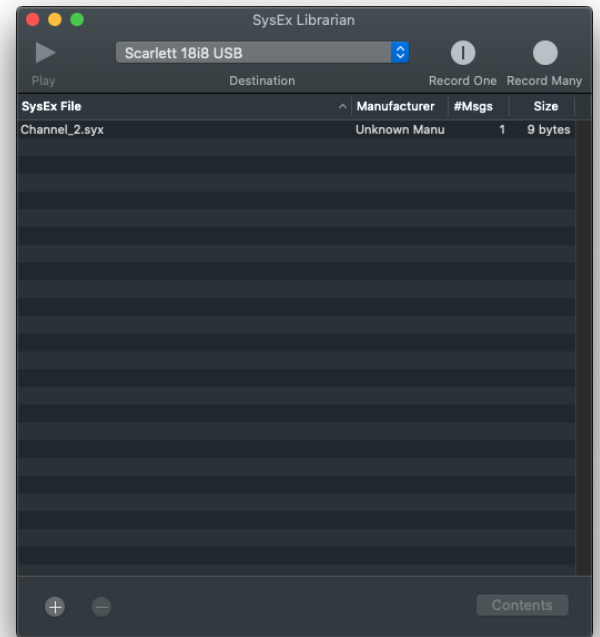 SysEx Librarian
Scarlett 18i8 USB
Play Destination Record One Record Many
SysEx File Manufacturer #Msgs Size
Channel_2.syx Unknown Manu 1 9 bytes
Contents